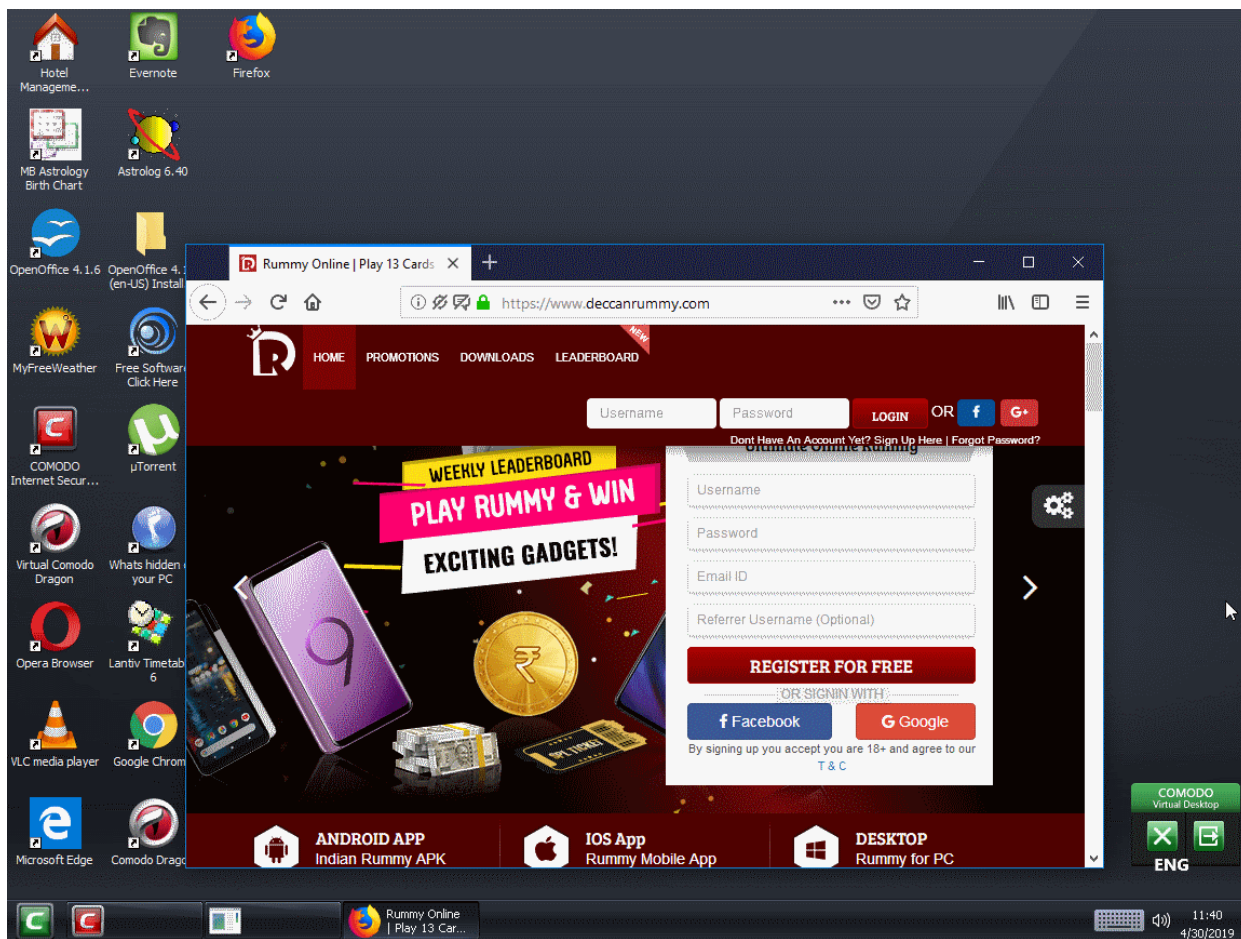 Hotel
Manageme...
Evernote
Firefox
MB Astrology
Birth Chart
Astrolog 6.40
OpenOffice 4.1.6
OpenOffice 4.1
(en-US) Install
MyFreeWeather
Free Softwar
Click Here
COMODO
Internet Secur...
µTorrent
Virtual Comodo
Dragon
Whats hidden
your PC
Opera Browser
Lantiv Timetab
6
VLC media player
Google Chrom
Microsoft Edge
Comodo Drago
Rummy Online | Play 13 Cards
https://www.deccanrummy.com
R
HOME
PROMOTIONS
DOWNLOADS
LEADERBOARD
NEW
Username
Password
LOGIN
OR
f
G+
Dont Have An Account Yet? Sign Up Here | Forgot Password?
WEEKLY LEADERBOARD
PLAY RUMMY & WIN
EXCITING GADGETS!
9
₹
SPL TICKET
Ultimate Online
Username
Password
Email ID
Referrer Username (Optional)
REGISTER FOR FREE
OR SIGNIN WITH
f Facebook
G Google
By signing up you accept you are 18+ and agree to our
T & C
ANDROID APP
Indian Rummy APK
IOS App
Rummy Mobile App
DESKTOP
Rummy for PC
COMODO
Virtual Desktop
ENG
Rummy Online
| Play 13 Car...
11:40
4/30/2019